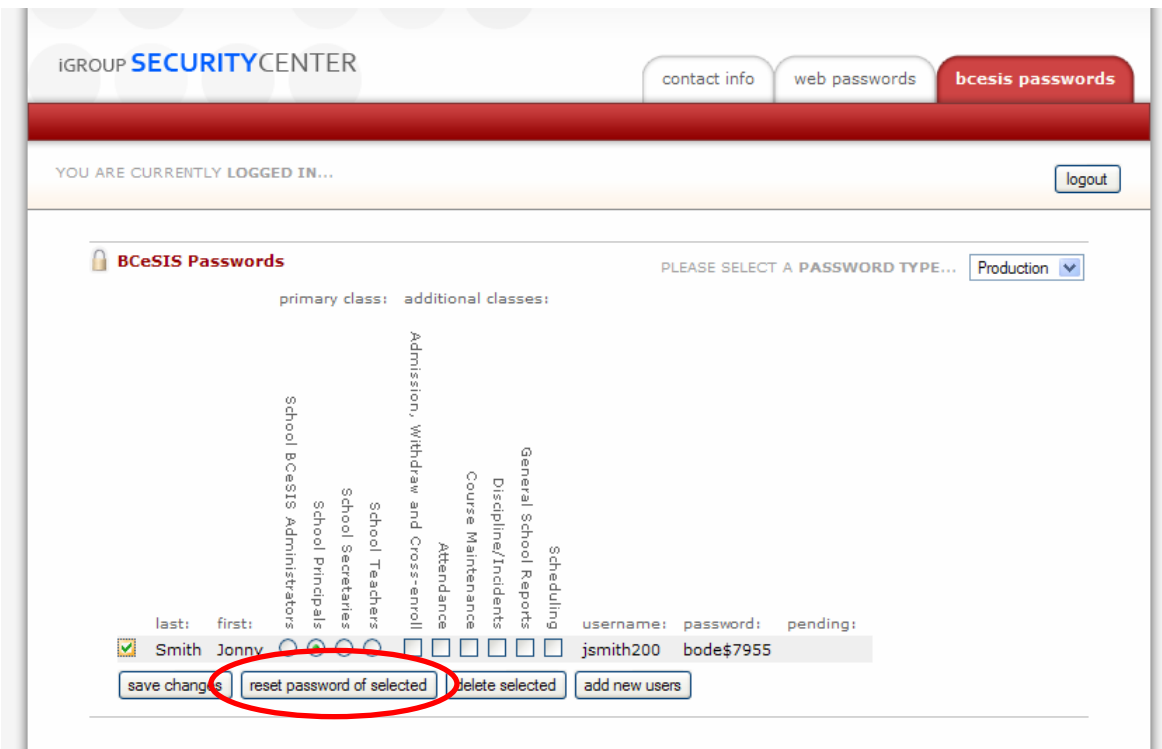 iGROUP SECURITYCENTER
contact info
web passwords
bcesis passwords
YOU ARE CURRENTLY LOGGED IN...
logout
BCeSIS Passwords
PLEASE SELECT A PASSWORD TYPE...
Production
primary class: additional classes:
School BCeSIS Administrators
School Principals
School Secretaries
School Teachers
Admission, Withdraw and Cross-enroll
Attendance
Course Maintenance
Discipline/Incidents
General School Reports
Scheduling
last: first: username: password: pending:
Smith Jonny jsmith200 bode$7955
save changes reset password of selected delete selected add new users